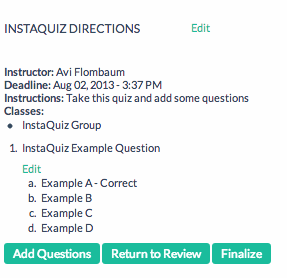 INSTAQUIZ DIRECTIONS Edit
Instructor: Avi Flombaum
Deadline: Aug 02, 2013 - 3:37 PM
Instructions: Take this quiz and add some questions
Classes:
• InstaQuiz Group
1. InstaQuiz Example Question
Edit
a. Example A - Correct
b. Example B
c. Example C
d. Example D
Add Questions Return to Review Finalize